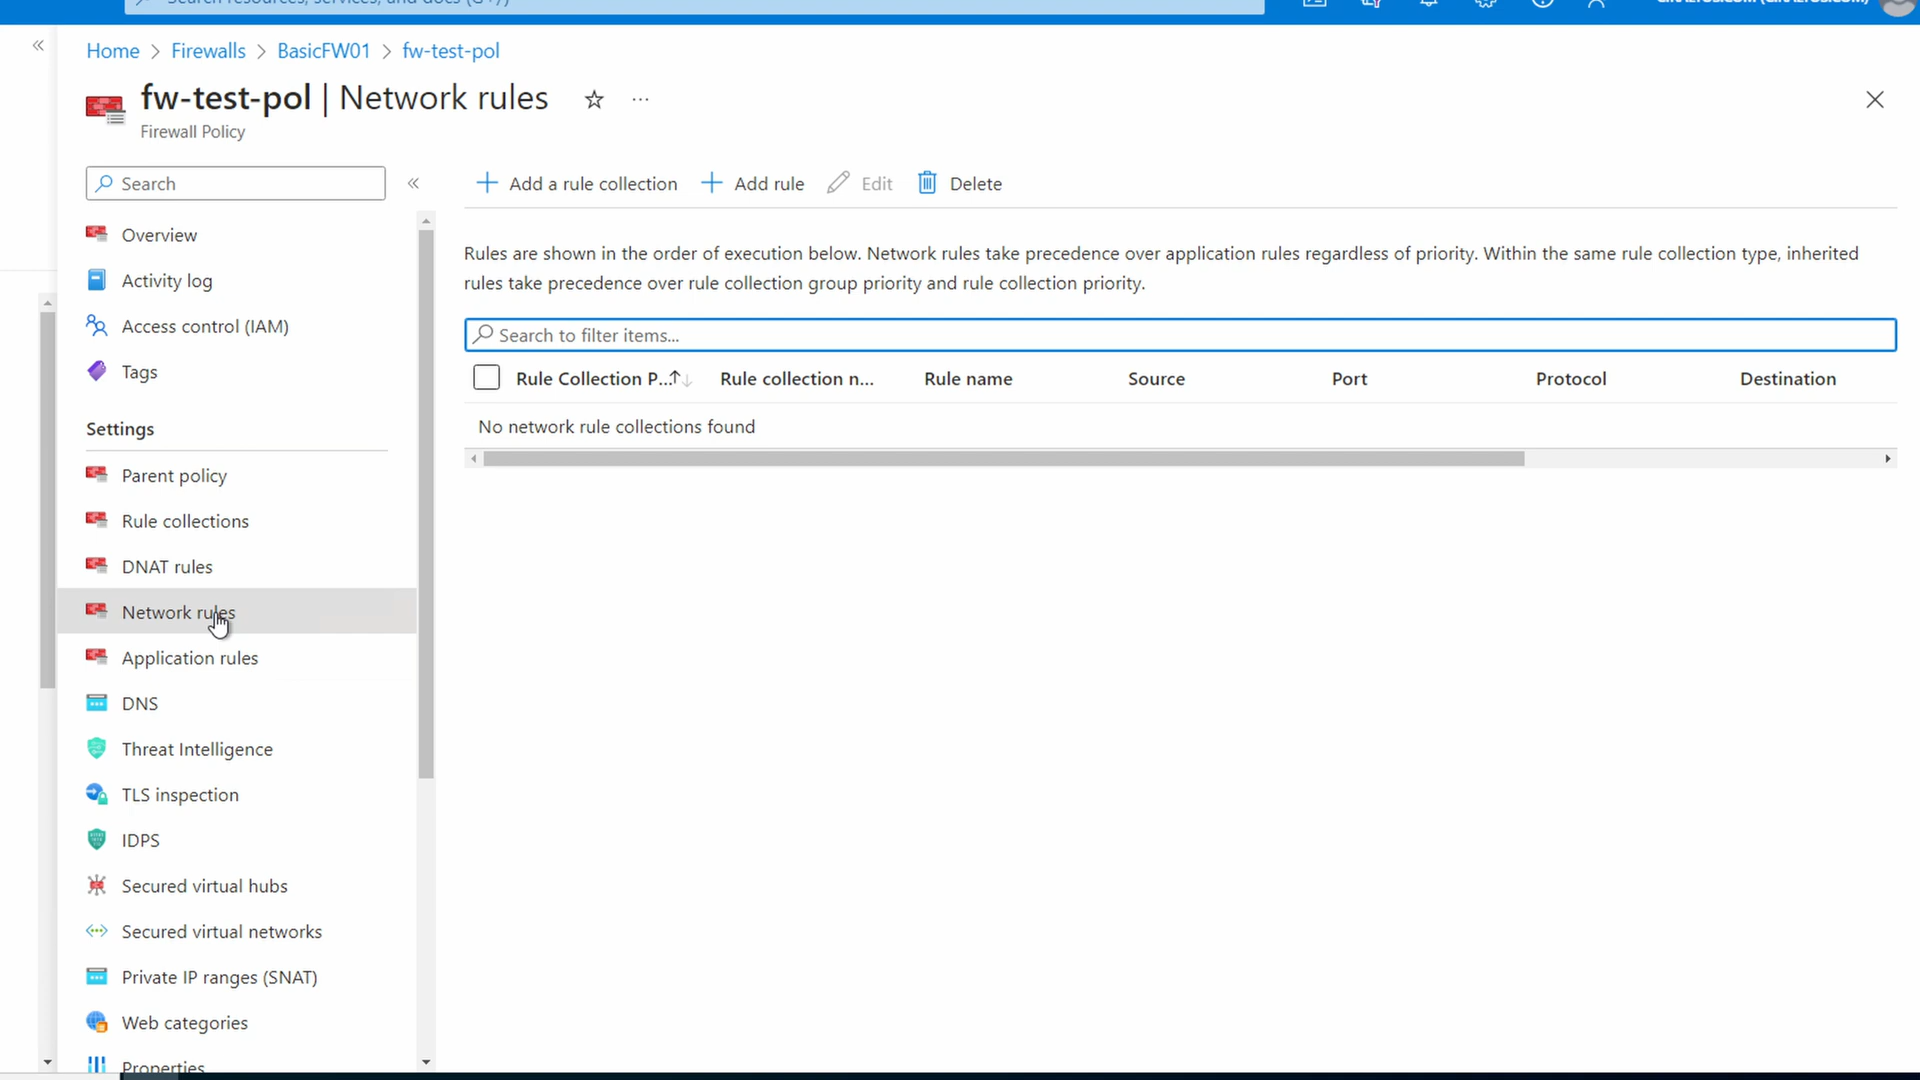 Home > Firewalls > BasicFW01 > fw-test-pol
fw-test-pol | Network rules
Firewall Policy
Search
Overview
Activity log
Access control (IAM)
Tags
Settings
Parent policy
Rule collections
DNAT rules
Network rules
Application rules
DNS
Threat Intelligence
TLS inspection
IDPS
Secured virtual hubs
Secured virtual networks
Private IP ranges (SNAT)
Web categories
Properties
Add a rule collection
Add rule
Edit
Delete
Rules are shown in the order of execution below. Network rules take precedence over application rules regardless of priority. Within the same rule collection type, inherited
rules take precedence over rule collection group priority and rule collection priority.
Search to filter items...
Rule Collection P... Rule collection n... Rule name Source Port Protocol Destination
No network rule collections found